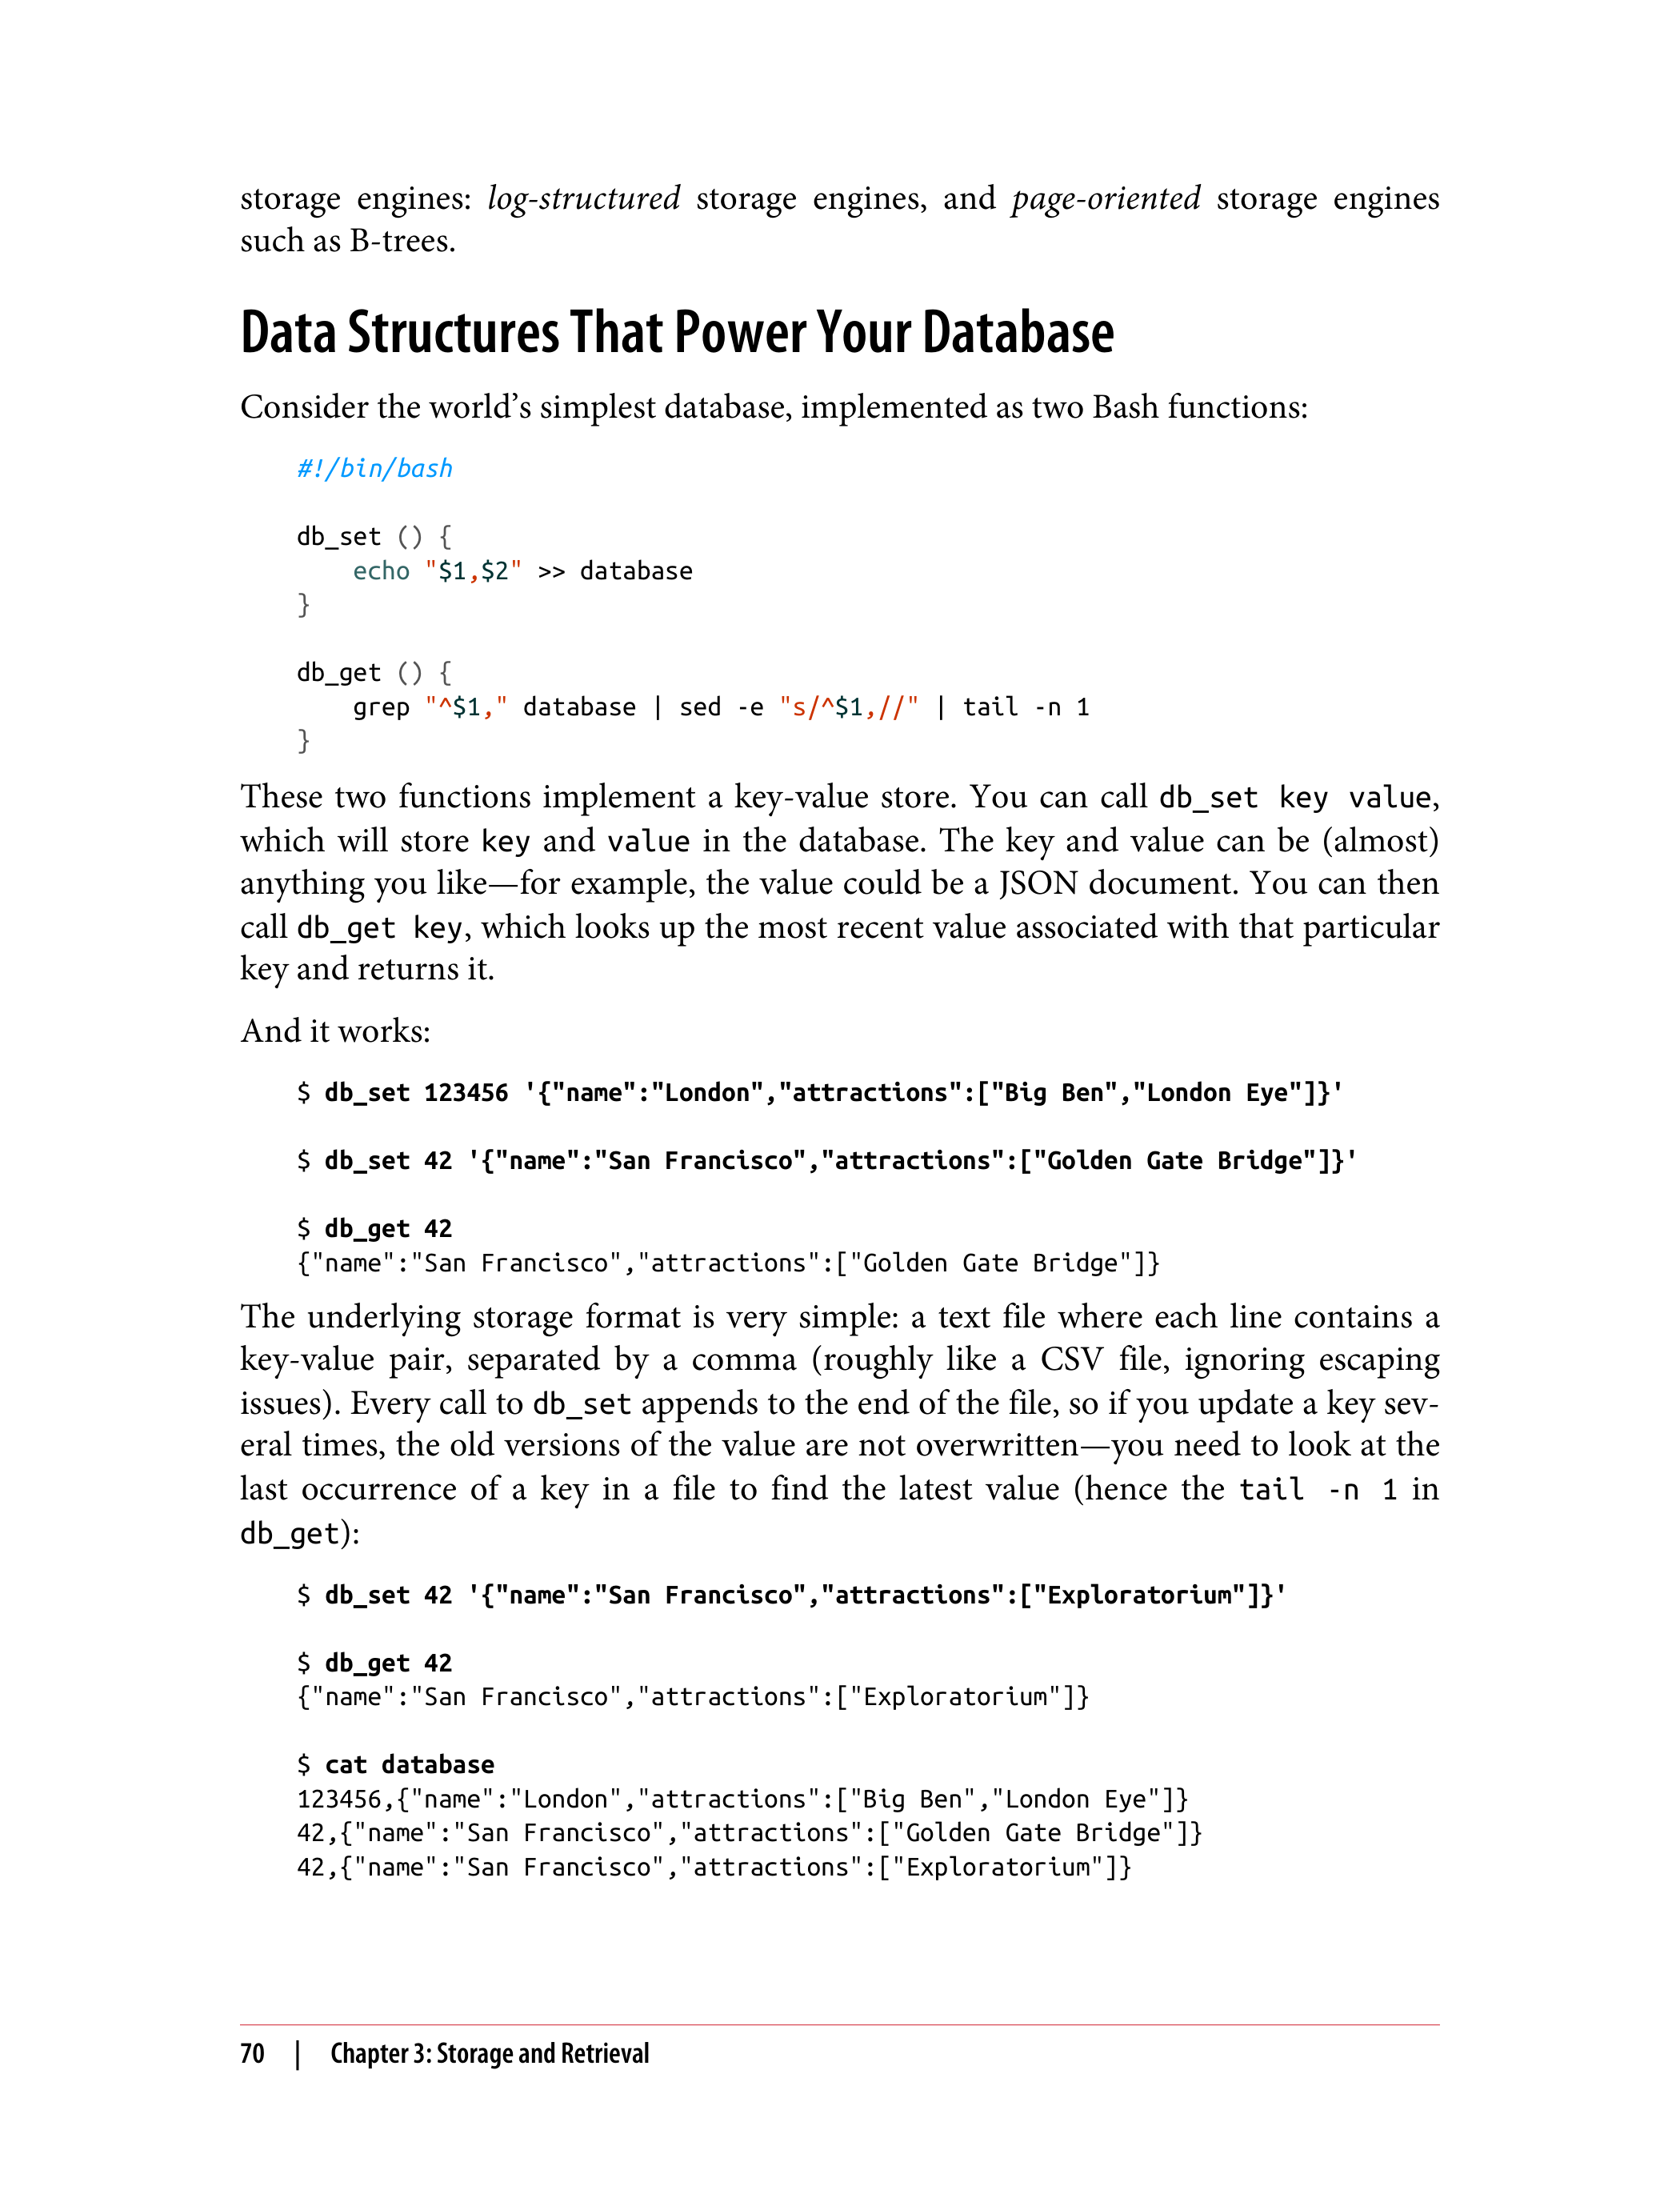 storage engines: log-structured storage engines, and page-oriented storage engines
such as B-trees.
Data Structures That Power Your Database
Consider the world’s simplest database, implemented as two Bash functions:
#!/bin/bash
db_set () {
    echo "$1,$2" >> database
}
db_get () {
    grep "^$1," database | sed -e "s/^$1,//" | tail -n 1
}
These two functions implement a key-value store. You can call db_set key value,
which will store key and value in the database. The key and value can be (almost)
anything you like—for example, the value could be a JSON document. You can then
call db_get key, which looks up the most recent value associated with that particular
key and returns it.
And it works:
$ db_set 123456 '{"name":"London","attractions":["Big Ben","London Eye"]}'
$ db_set 42 '{"name":"San Francisco","attractions":["Golden Gate Bridge"]}'
$ db_get 42
{"name":"San Francisco","attractions":["Golden Gate Bridge"]}
The underlying storage format is very simple: a text file where each line contains a
key-value pair, separated by a comma (roughly like a CSV file, ignoring escaping
issues). Every call to db_set appends to the end of the file, so if you update a key sev-
eral times, the old versions of the value are not overwritten—you need to look at the
last occurrence of a key in a file to find the latest value (hence the tail -n 1 in
db_get):
$ db_set 42 '{"name":"San Francisco","attractions":["Exploratorium"]}'
$ db_get 42
{"name":"San Francisco","attractions":["Exploratorium"]}
$ cat database
123456,{"name":"London","attractions":["Big Ben","London Eye"]}
42,{"name":"San Francisco","attractions":["Golden Gate Bridge"]}
42,{"name":"San Francisco","attractions":["Exploratorium"]}
70 | Chapter 3: Storage and Retrieval